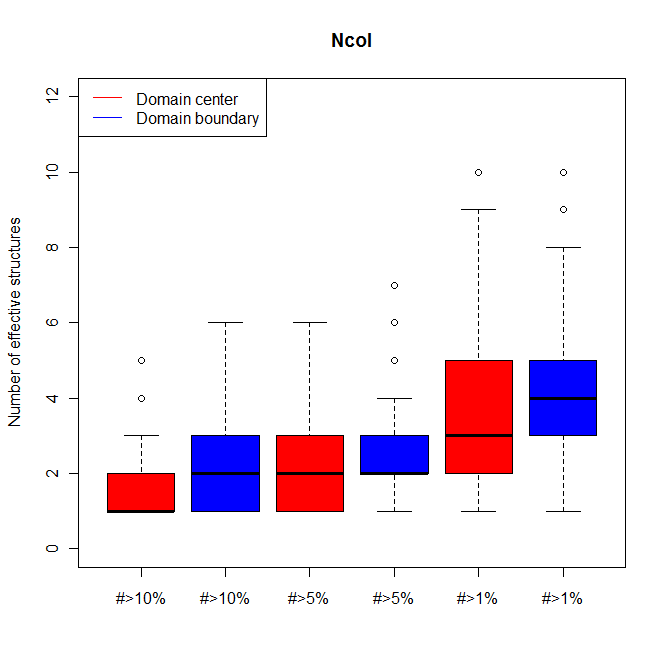 NcoI
Domain center
Domain boundary
Number of effective structures
12
10
8
6
4
2
0
#>10% #>10% #>5% #>5% #>1% #>1%